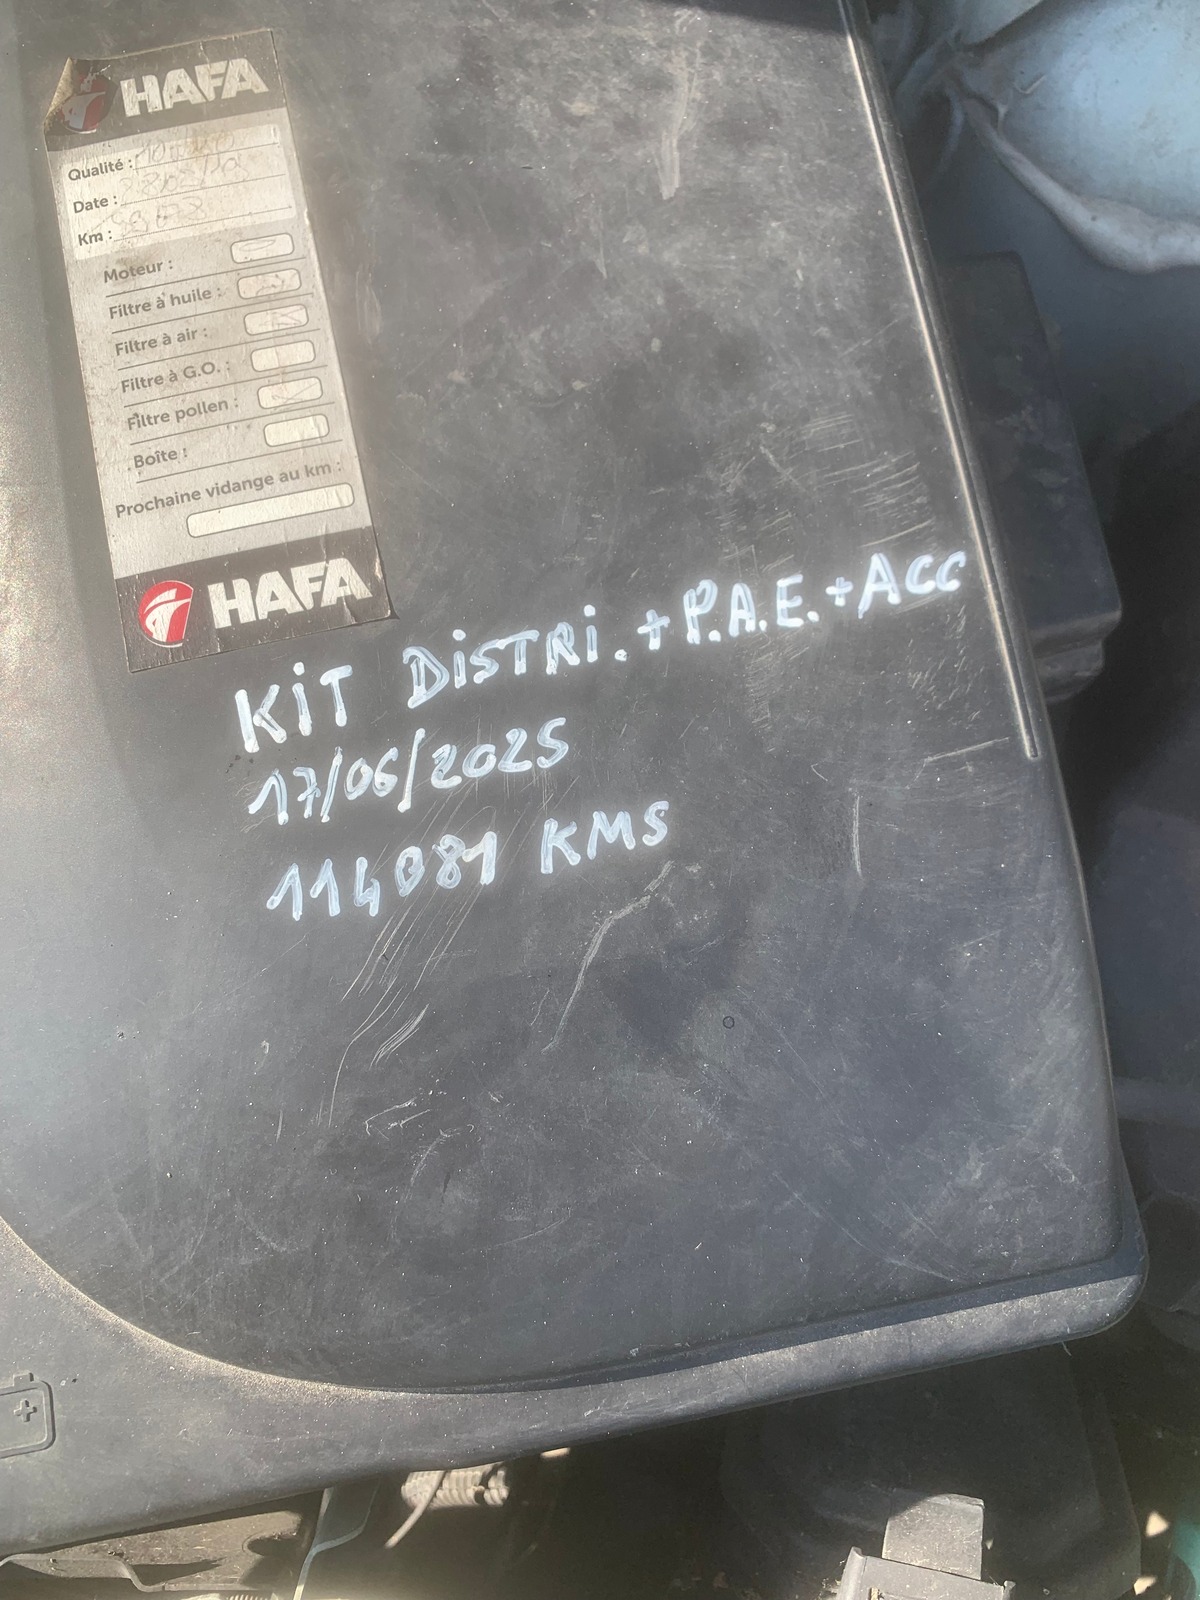 HAFA
Qualité :
Date :
Km :
Moteur :
Filtre à huile :
Filtre à air :
Filtre à G.O. :
Filtre pollen :
Boîte :
Prochaine vidange au km :
HAFA
KIT DISTRI. + P.A.E. + ACC
17/06/2025
114081 KMS